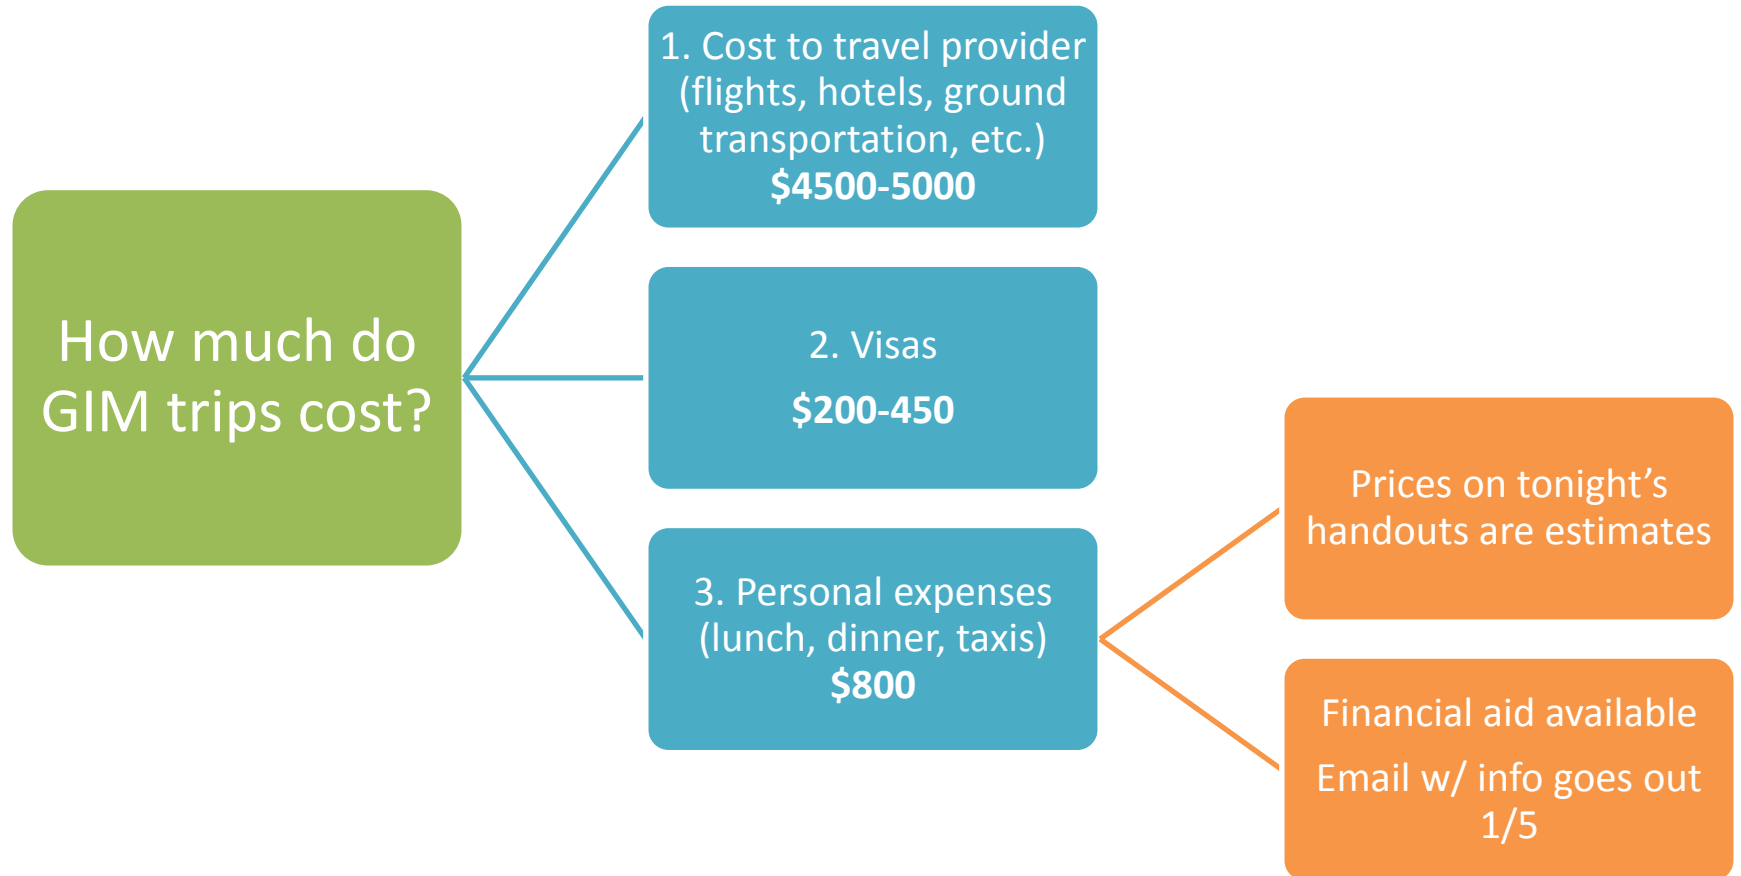 How much do
GIM trips cost?
1. Cost to travel provider
(flights, hotels, ground
transportation, etc.)
$4500-5000
2. Visas
$200-450
3. Personal expenses
(lunch, dinner, taxis)
$800
Prices on tonight’s
handouts are estimates
Financial aid available
Email w/ info goes out
1/5